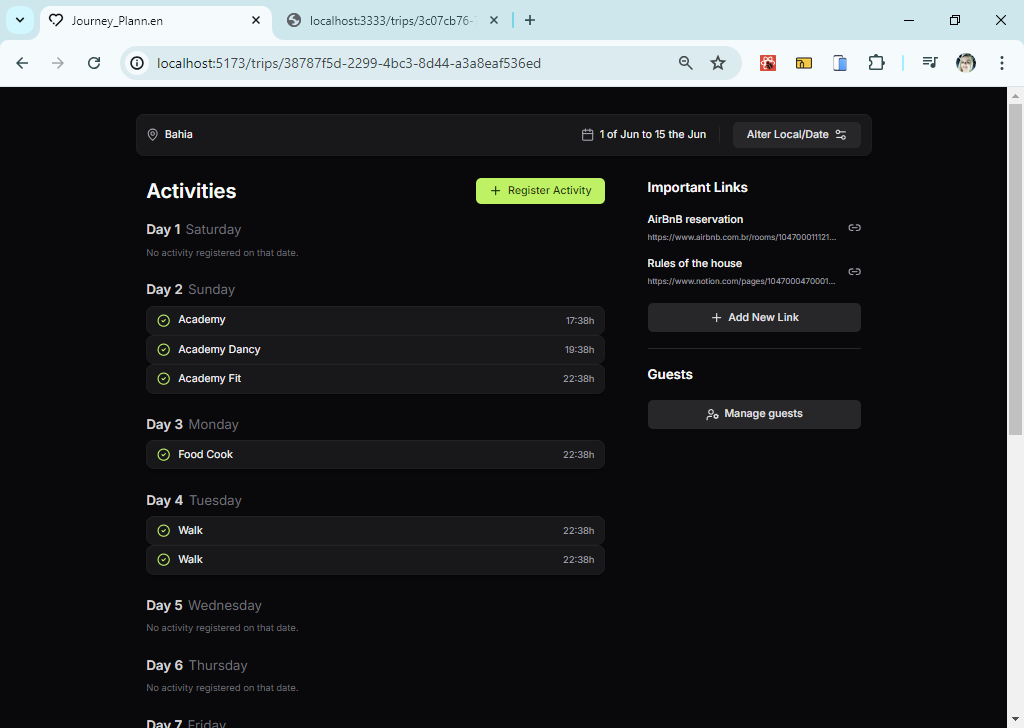 Journey_Plann.en
localhost:3333/trips/3c07cb76-
localhost:5173/trips/38787f5d-2299-4bc3-8d44-a3a8eaf536ed
Bahia
1 of Jun to 15 the Jun
Alter Local/Date
Activities
Register Activity
Day 1 Saturday
No activity registered on that date.
Day 2 Sunday
Academy 17:38h
Academy Dancy 19:38h
Academy Fit 22:38h
Day 3 Monday
Food Cook 22:38h
Day 4 Tuesday
Walk 22:38h
Walk 22:38h
Day 5 Wednesday
No activity registered on that date.
Day 6 Thursday
No activity registered on that date.
Day 7 Friday
Important Links
AirBnB reservation
https://www.airbnb.com.br/rooms/104700011121...
Rules of the house
https://www.notion.com/pages/1047000470001...
Add New Link
Guests
Manage guests